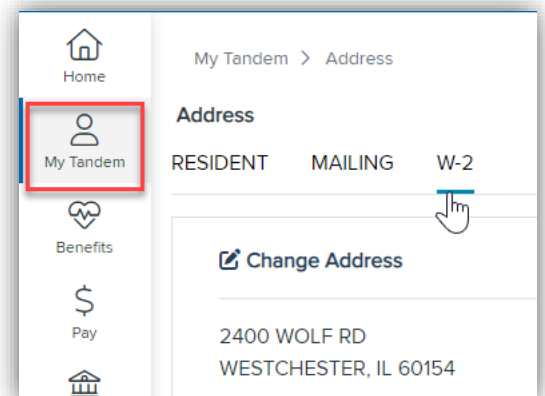 Home
My Tandem
Benefits
Pay
My Tandem > Address
Address
RESIDENT MAILING W-2
Change Address
2400 WOLF RD
WESTCHESTER, IL 60154